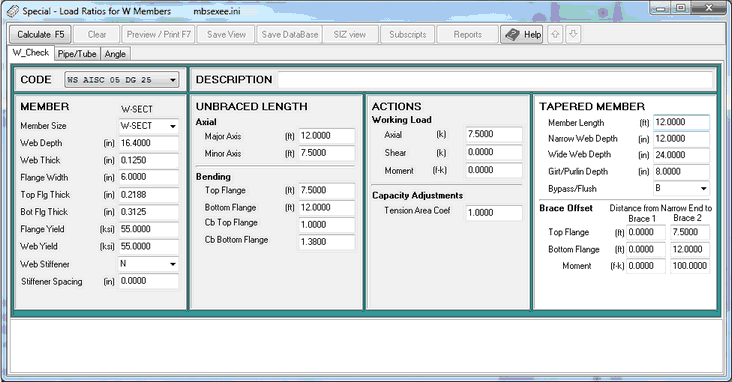 Special - Load Ratios for W Members mbsexee.ini
Calculate F5 Clear Preview / Print F7 Save View Save DataBase SIZ view Subscripts Reports Help
W_Check Pipe/Tube Angle
CODE WS AISC 05 DG 25 DESCRIPTION
MEMBER W-SECT
Member Size W-SECT
Web Depth (in) 16.4000
Web Thick (in) 0.1250
Flange Width (in) 6.0000
Top Flg Thick (in) 0.2188
Bot Flg Thick (in) 0.3125
Flange Yield (ksi) 55.0000
Web Yield (ksi) 55.0000
Web Stiffener N
Stiffener Spacing (in) 0.0000
UNBRACED LENGTH
Axial
Major Axis (ft) 12.0000
Minor Axis (ft) 7.5000
Bending
Top Flange (ft) 7.5000
Bottom Flange (ft) 12.0000
Cb Top Flange 1.0000
Cb Bottom Flange 1.3800
ACTIONS
Working Load
Axial (k) 7.5000
Shear (k) 0.0000
Moment (f-k) 0.0000
Capacity Adjustments
Tension Area Coef 1.0000
TAPERED MEMBER
Member Length (ft) 12.0000
Narrow Web Depth (in) 12.0000
Wide Web Depth (in) 24.0000
Girt/Purlin Depth (in) 8.0000
Bypass/Flush B
Brace Offset Distance from Narrow End to
Brace 1 Brace 2
Top Flange (ft) 0.0000 7.5000
Bottom Flange (ft) 0.0000 12.0000
Moment (f-k) 0.0000 100.0000